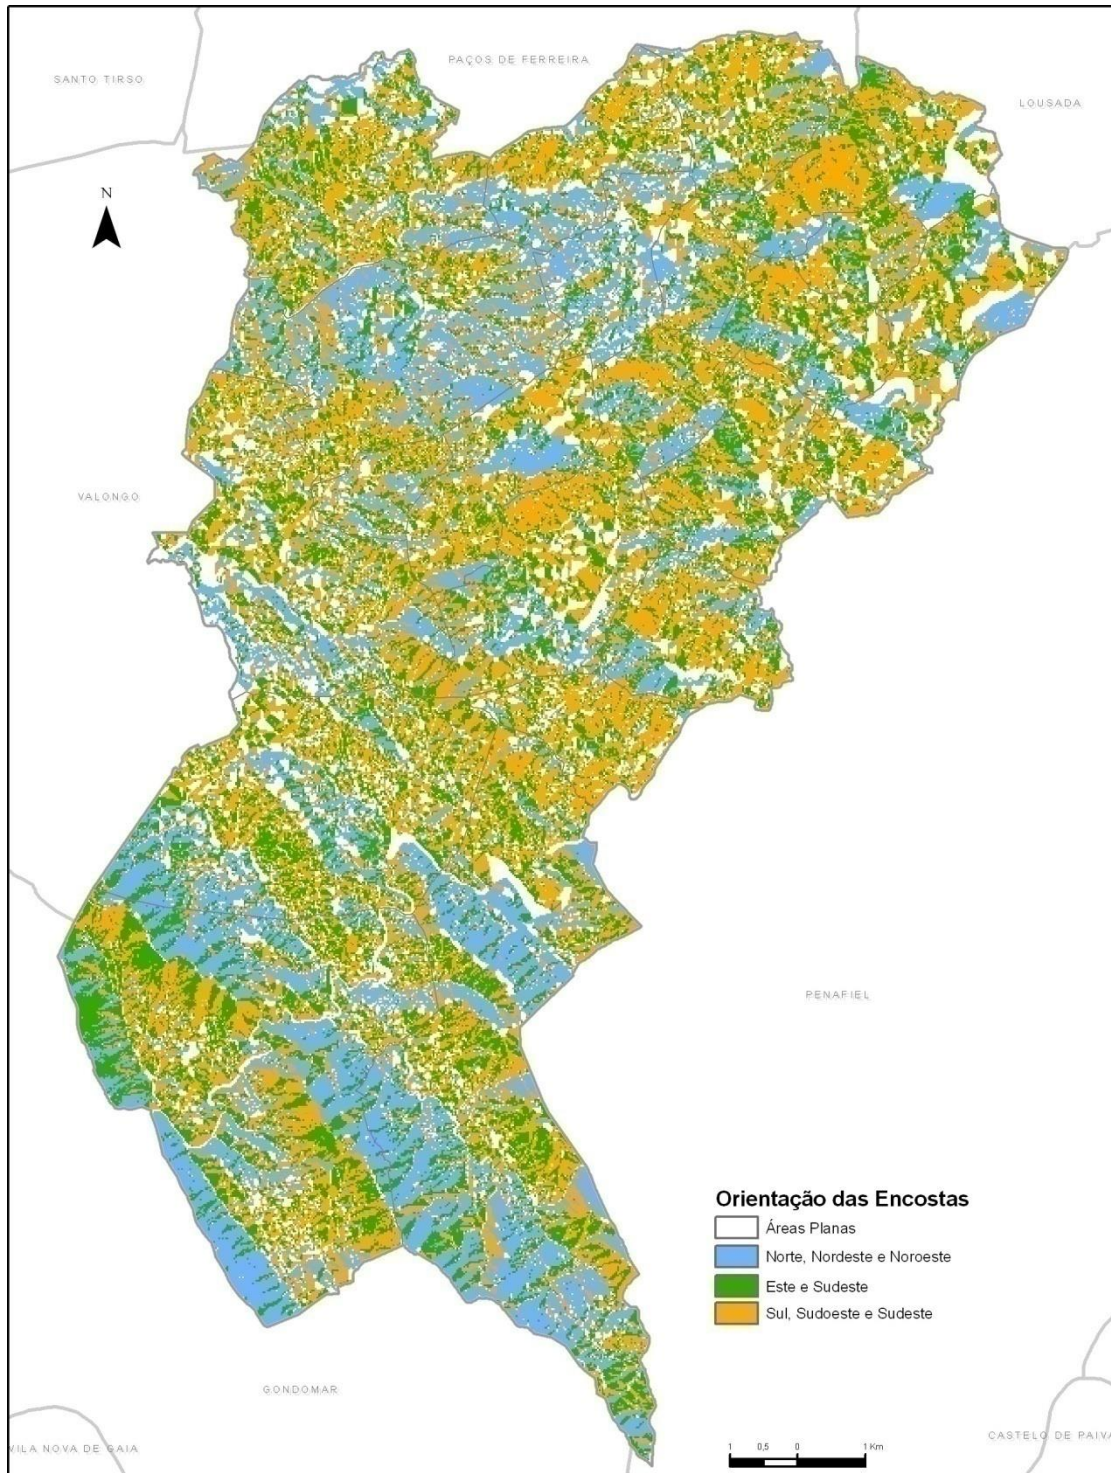 PAÇOS DE FERREIRA
SANTO TIRSO
LOUSADA
N
VALONGO
PENAFIEL
Orientação das Encostas
Áreas Planas
Norte, Nordeste e Noroeste
Este e Sudeste
Sul, Sudoeste e Sudeste
GONDOMAR
VILA NOVA DE GAIA
CASTELO DE PAIVA
1 0,5 0 1 Km